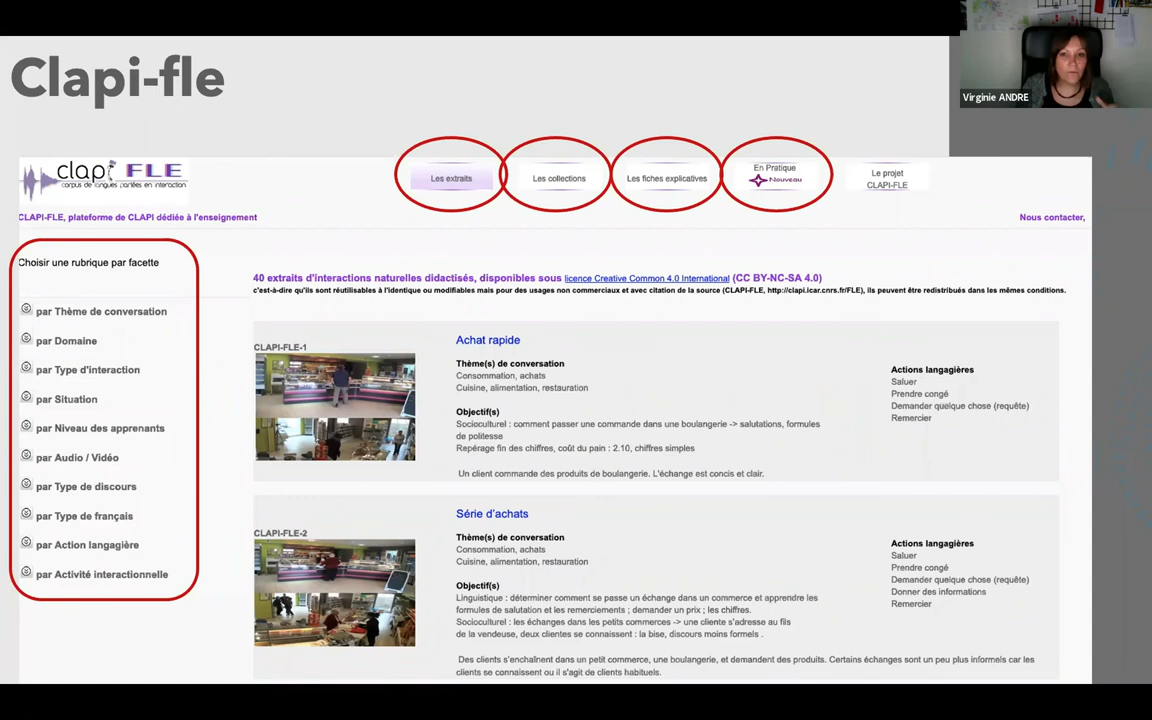 Clapi-fle
Virginie ANDRE
clapi FLE
corpus de langues parlées en interaction
Les extraits
Les collections
Les fiches explicatives
En Pratique
Nouveau
Le projet
CLAPI-FLE
CLAPI-FLE, plateforme de CLAPI dédiée à l'enseignement
Nous contacter,
Choisir une rubrique par facette
par Thème de conversation
par Domaine
par Type d'interaction
par Situation
par Niveau des apprenants
par Audio / Vidéo
par Type de discours
par Type de français
par Action langagière
par Activité interactionnelle
40 extraits d'interactions naturelles didactisés, disponibles sous licence Creative Common 4.0 International (CC BY-NC-SA 4.0)
c'est-à-dire qu'ils sont réutilisables à l'identique ou modifiables mais pour des usages non commerciaux et avec citation de la source (CLAPI-FLE, http://clapi.icar.cnrs.fr/FLE), ils peuvent être redistribués dans les mêmes conditions.
CLAPI-FLE-1
Achat rapide
Thème(s) de conversation
Consommation, achats
Cuisine, alimentation, restauration
Objectif(s)
Socioculturel : comment passer une commande dans une boulangerie -> salutations, formules
de politesse
Repérage fin des chiffres, coût du pain : 2.10, chiffres simples
Un client commande des produits de boulangerie. L'échange est concis et clair.
Actions langagières
Saluer
Prendre congé
Demander quelque chose (requête)
Remercier
CLAPI-FLE-2
Série d'achats
Thème(s) de conversation
Consommation, achats
Cuisine, alimentation, restauration
Objectif(s)
Linguistique : déterminer comment se passe un échange dans un commerce et apprendre les
formules de salutation et les remerciements ; demander un prix ; les chiffres.
Socioculturel : les échanges dans les petits commerces -> une cliente s'adresse au fils
de la vendeuse, deux clientes se connaissent : la bise, discours moins formels .
Des clients s'enchaînent dans un petit commerce, une boulangerie, et demandent des produits. Certains échanges sont un peu plus informels car les
clients se connaissent ou il s'agit de clients habituels.
Actions langagières
Saluer
Prendre congé
Demander quelque chose (requête)
Donner des informations
Remercier